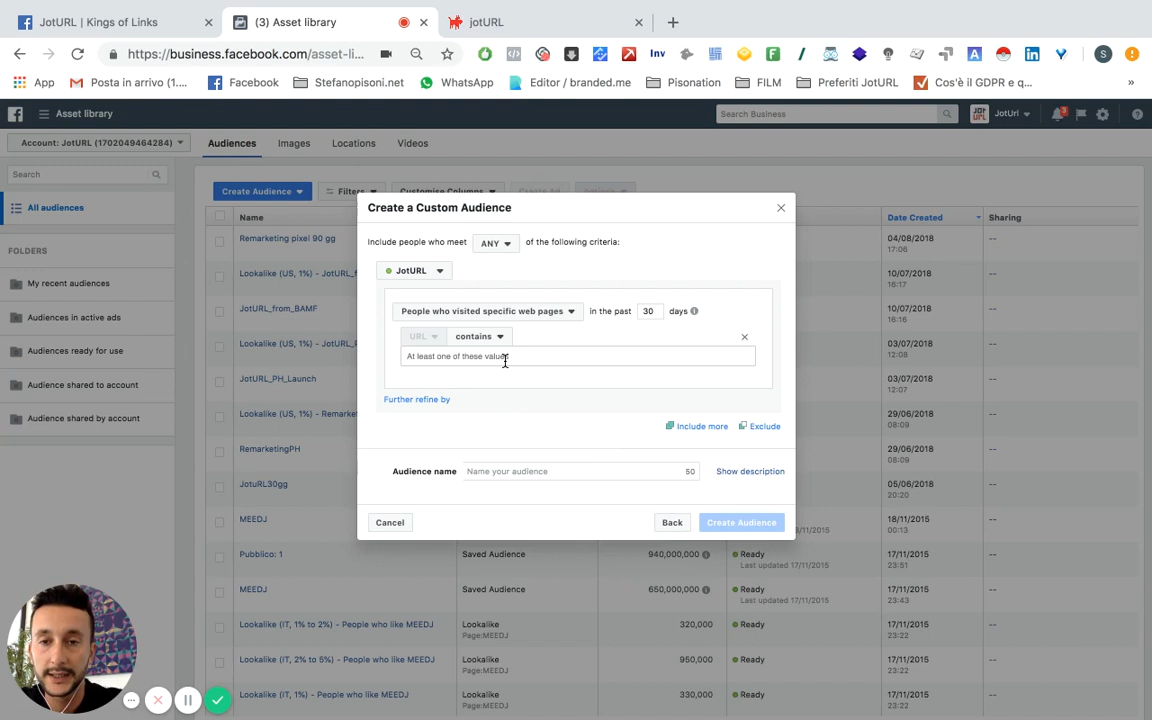 JotURL | Kings of Links
(3) Asset library
jotURL
https://business.facebook.com/asset-li...
Inv
App
Posta in arrivo (1....
Facebook
Stefanopisoni.net
WhatsApp
Editor / branded.me
Pisonation
FILM
Preferiti JotURL
Cos'è il GDPR e q...
»
Asset library
Search Business
JotUrl
3
Account: JotURL (1702049464284)
Audiences
Images
Locations
Videos
Search
All audiences
FOLDERS
My recent audiences
Audiences in active ads
Audiences ready for use
Audience shared to account
Audience shared by account
Create Audience
Filters
Customise Columns
Create Ad
Name
Date Created
Sharing
Remarketing pixel 90 gg
04/08/2018
17:06
--
Lookalike (US, 1%) - JotURL_f
10/07/2018
16:17
--
JotURL_from_BAMF
10/07/2018
16:16
--
Lookalike (US, 1%) - JotURL_P
03/07/2018
12:08
--
JotURL_PH_Launch
03/07/2018
12:07
--
Lookalike (US, 1%) - Remarke
29/06/2018
08:09
--
RemarketingPH
29/06/2018
08:09
--
JotuRL30gg
05/06/2018
20:20
--
MEEDJ
18/11/2015
00:13
--
Pubblico: 1
Saved Audience
940,000,000
Ready
Last updated 17/11/2015
17/11/2015
23:51
--
MEEDJ
Saved Audience
650,000,000
Ready
Last updated 17/11/2015
17/11/2015
23:43
--
Lookalike (IT, 1% to 2%) - People who like MEEDJ
Lookalike
Page:MEEDJ
320,000
Ready
17/11/2015
23:22
--
Lookalike (IT, 2% to 5%) - People who like MEEDJ
Lookalike
Page:MEEDJ
950,000
Ready
17/11/2015
23:22
--
Lookalike (IT, 1%) - People who like MEEDJ
Lookalike
Page:MEEDJ
330,000
Ready
17/11/2015
23:22
--
Create a Custom Audience
Include people who meet ANY of the following criteria:
JotURL
People who visited specific web pages in the past 30 days
URL contains
At least one of these values
Further refine by
Include more
Exclude
Audience name
Name your audience
50
Show description
Cancel
Back
Create Audience